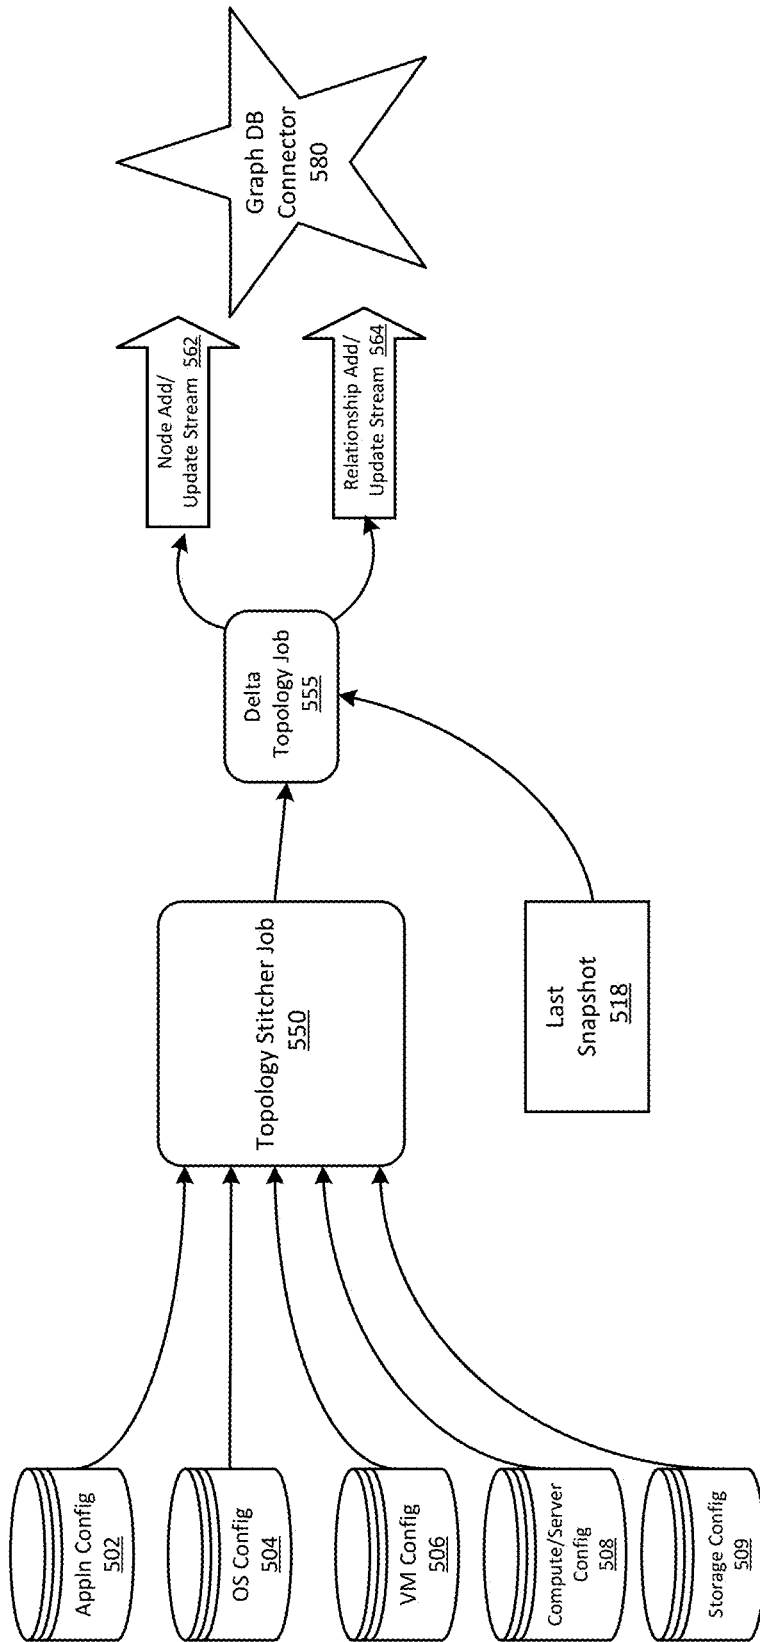 Appln Config
502
OS Config
504
VM Config
506
Compute/Server
Config
508
Storage Config
509
Topology Stitcher Job
550
Last
Snapshot
518
Delta
Topology Job
555
Node Add/
Update Stream 562
Relationship Add/
Update Stream 564
Graph DB
Connector
580